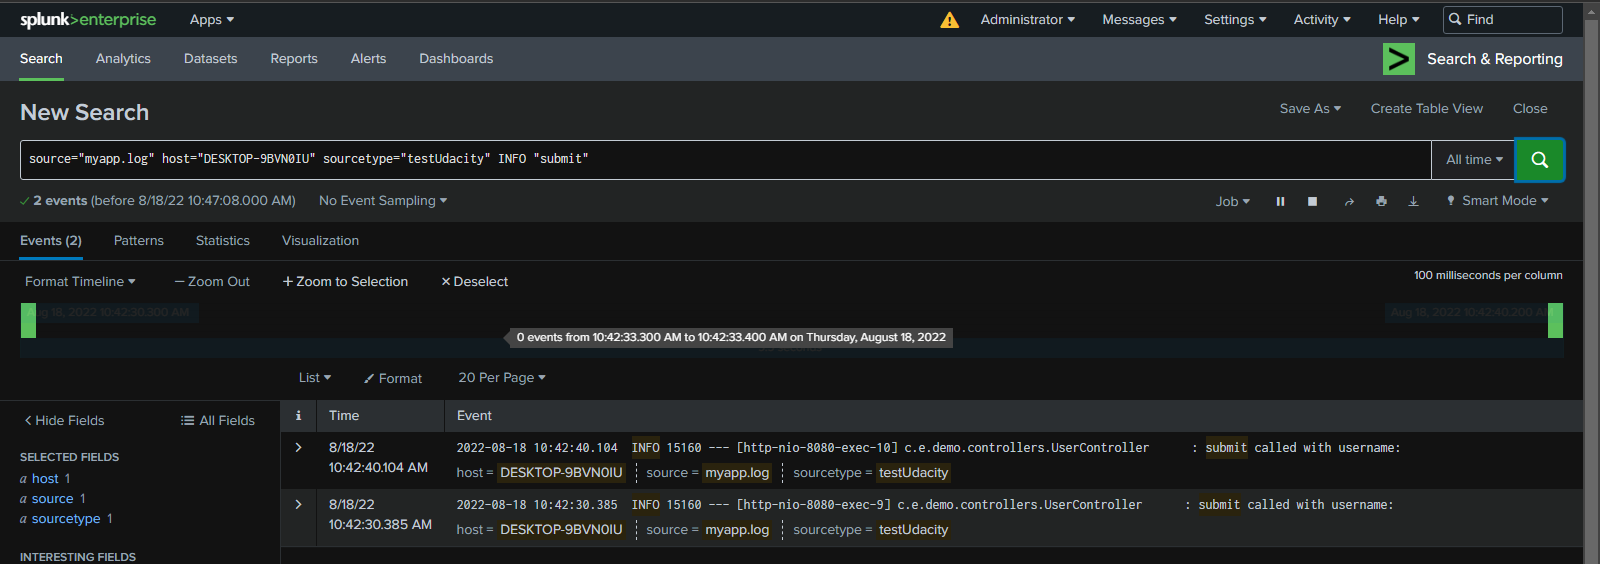 splunk>enterprise Apps Administrator Messages Settings Activity Help Find
Search Analytics Datasets Reports Alerts Dashboards Search & Reporting
New Search Save As Create Table View Close
source="myapp.log" host="DESKTOP-9BVN0IU" sourcetype="testUdacity" INFO "submit" All time
2 events (before 8/18/22 10:47:08.000 AM) No Event Sampling Job Smart Mode
Events (2) Patterns Statistics Visualization
Format Timeline — Zoom Out + Zoom to Selection × Deselect 100 milliseconds per column
Aug 18, 2022 10:42:30.300 AM Aug 18, 2022 10:42:40.200 AM
0 events from 10:42:33.300 AM to 10:42:33.400 AM on Thursday, August 18, 2022
List Format 20 Per Page
< Hide Fields All Fields i Time Event
SELECTED FIELDS
a host 1
a source 1
a sourcetype 1
INTERESTING FIELDS
> 8/18/22 10:42:40.104 AM
2022-08-18 10:42:40.104 INFO 15160 --- [http-nio-8080-exec-10] c.e.demo.controllers.UserController : submit called with username:
host = DESKTOP-9BVN0IU source = myapp.log sourcetype = testUdacity
> 8/18/22 10:42:30.385 AM
2022-08-18 10:42:30.385 INFO 15160 --- [http-nio-8080-exec-9] c.e.demo.controllers.UserController : submit called with username:
host = DESKTOP-9BVN0IU source = myapp.log sourcetype = testUdacity